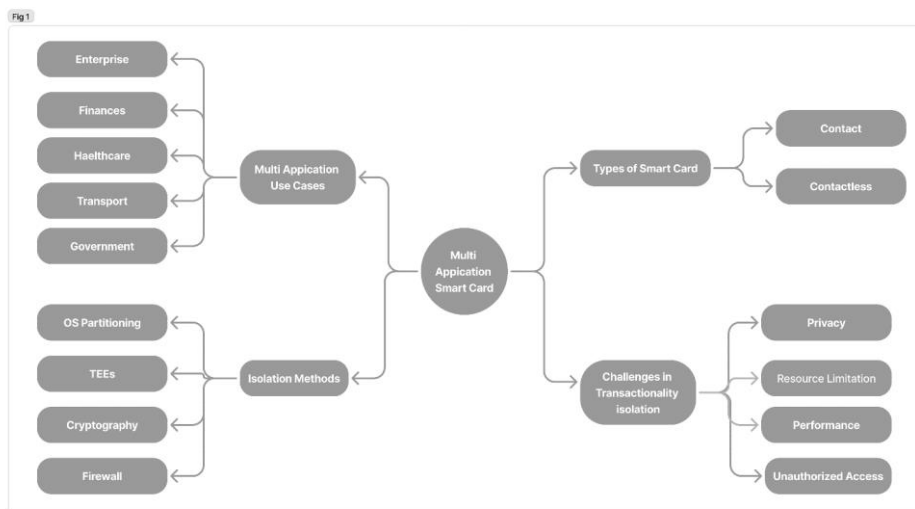 Fig 1
Enterprise
Finances
Haelthcare
Transport
Government
Multi Appication
Use Cases
OS Partitioning
TEEs
Cryptography
Firewall
Isolation Methods
Multi
Appication
Smart Card
Types of Smart Card
Contact
Contactless
Challenges in
Transactionality
isolation
Privacy
Resource Limitation
Performance
Unauthorized Access